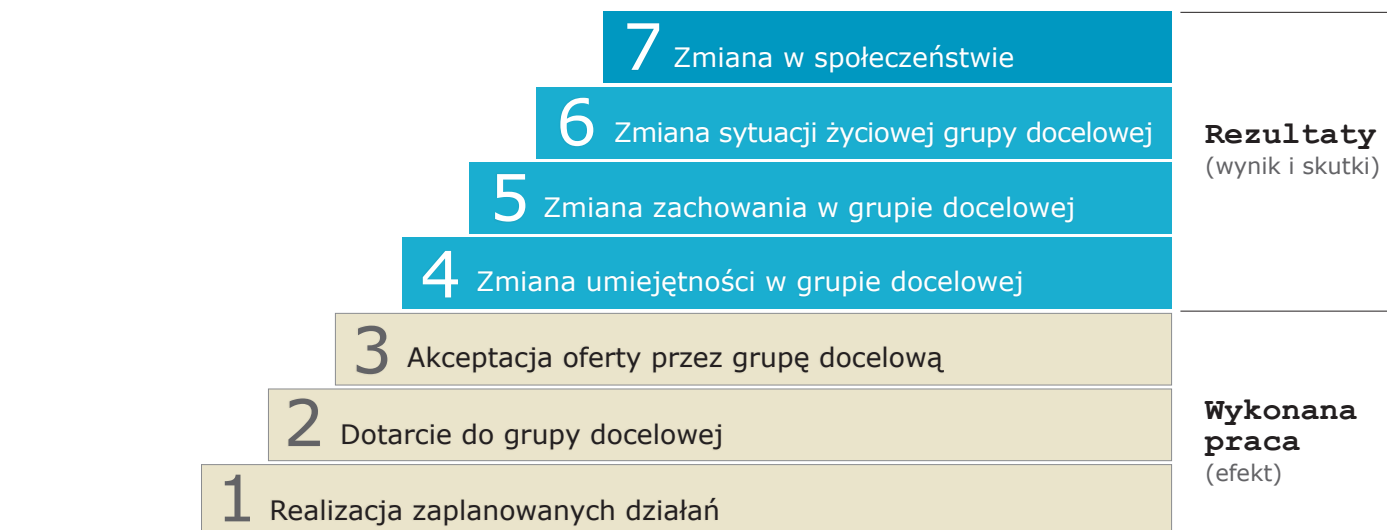 7 Zmiana w społeczeństwie
6 Zmiana sytuacji życiowej grupy docelowej
5 Zmiana zachowania w grupie docelowej
4 Zmiana umiejętności w grupie docelowej
Rezultaty
(wynik i skutki)
3 Akceptacja oferty przez grupę docelową
2 Dotarcie do grupy docelowej
1 Realizacja zaplanowanych działań
Wykonana
praca
(efekt)